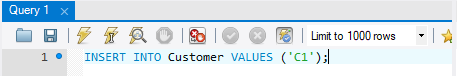 Query 1
Limit to 1000 rows
1 INSERT INTO Customer VALUES ('C1');